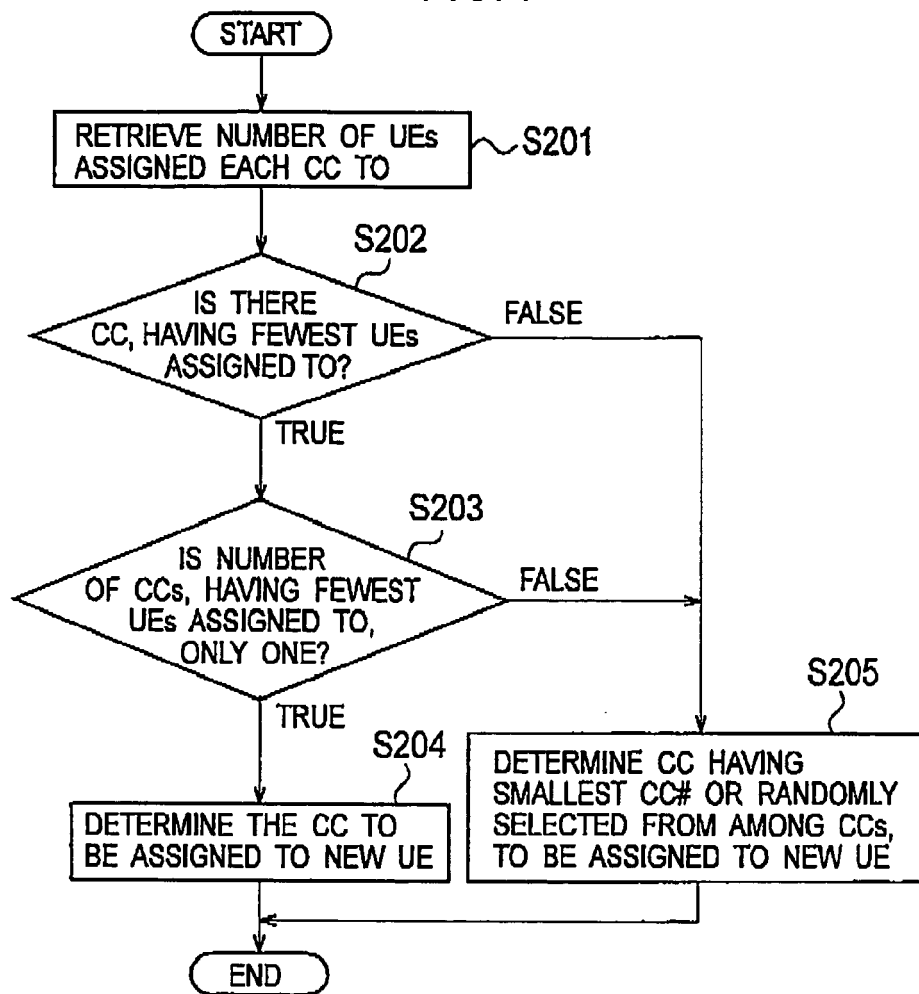 START
RETRIEVE NUMBER OF UEs
ASSIGNED EACH CC TO
S201
S202
IS THERE
CC, HAVING FEWEST UEs
ASSIGNED TO?
FALSE
TRUE
S203
IS NUMBER
OF CCs, HAVING FEWEST
UEs ASSIGNED TO,
ONLY ONE?
FALSE
TRUE
S204
DETERMINE THE CC TO
BE ASSIGNED TO NEW UE
S205
DETERMINE CC HAVING
SMALLEST CC# OR RANDOMLY
SELECTED FROM AMONG CCs,
TO BE ASSIGNED TO NEW UE
END